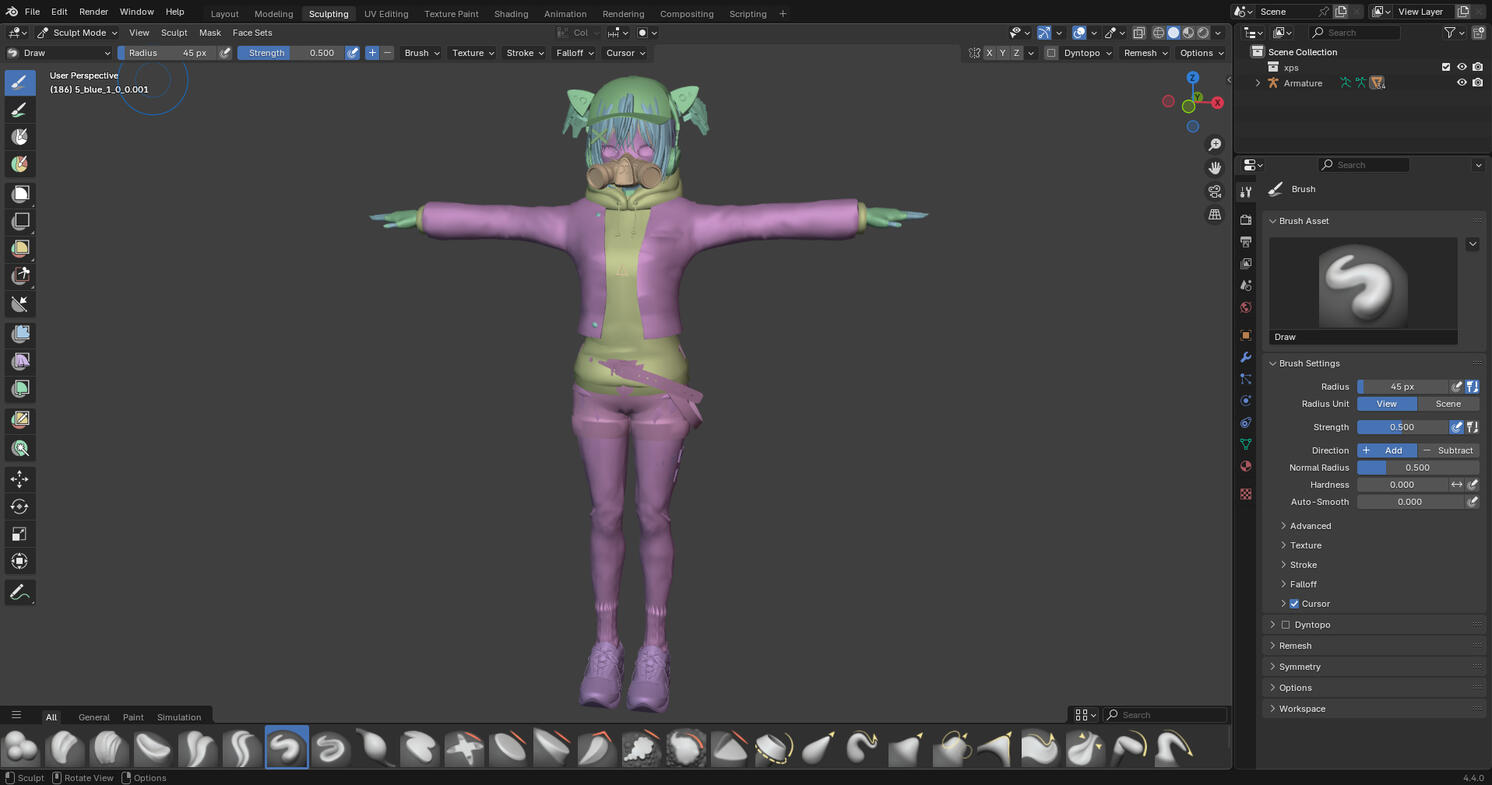 File Edit Render Window Help Layout Modeling Sculpting UV Editing Texture Paint Shading Animation Rendering Compositing Scripting + Scene View Layer
Sculpt Mode View Sculpt Mask Face Sets Col
Draw Radius 45 px Strength 0.500 Brush Texture Stroke Falloff Cursor X Y Z Dyntopo Remesh Options
User Perspective
(186) 5_blue_1_0_0.001
Z
Y
X
Search
Scene Collection
xps
Armature
Search
Brush
Brush Asset
Draw
Brush Settings
Radius 45 px
Radius Unit View Scene
Strength 0.500
Direction + Add − Subtract
Normal Radius 0.500
Hardness 0.000
Auto-Smooth 0.000
Advanced
Texture
Stroke
Falloff
Cursor
Dyntopo
Remesh
Symmetry
Options
Workspace
All General Paint Simulation Search
Sculpt Rotate View Options 4.4.0